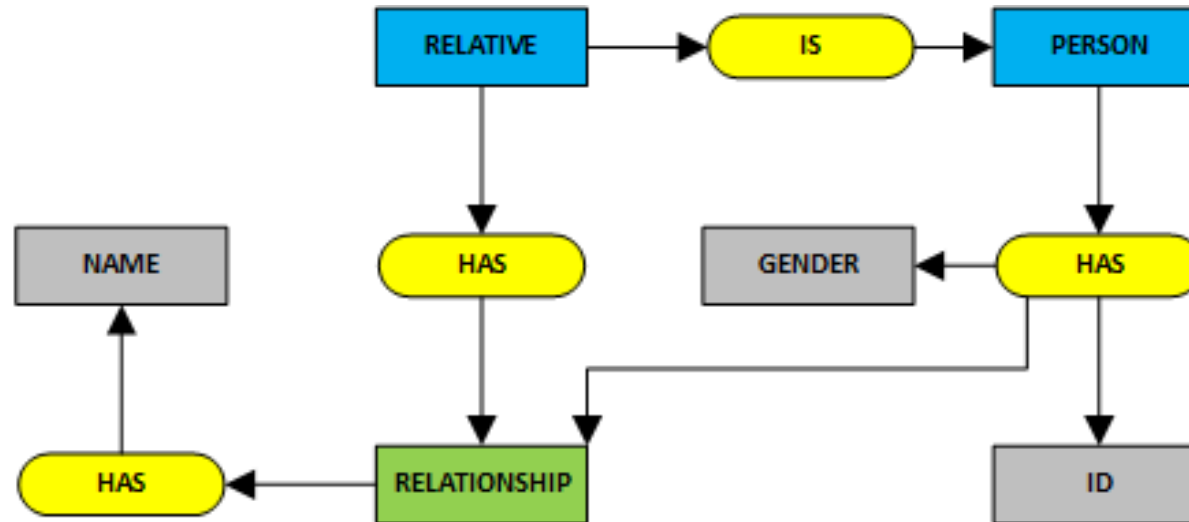 RELATIVE
IS
PERSON
NAME
HAS
GENDER
HAS
HAS
RELATIONSHIP
ID